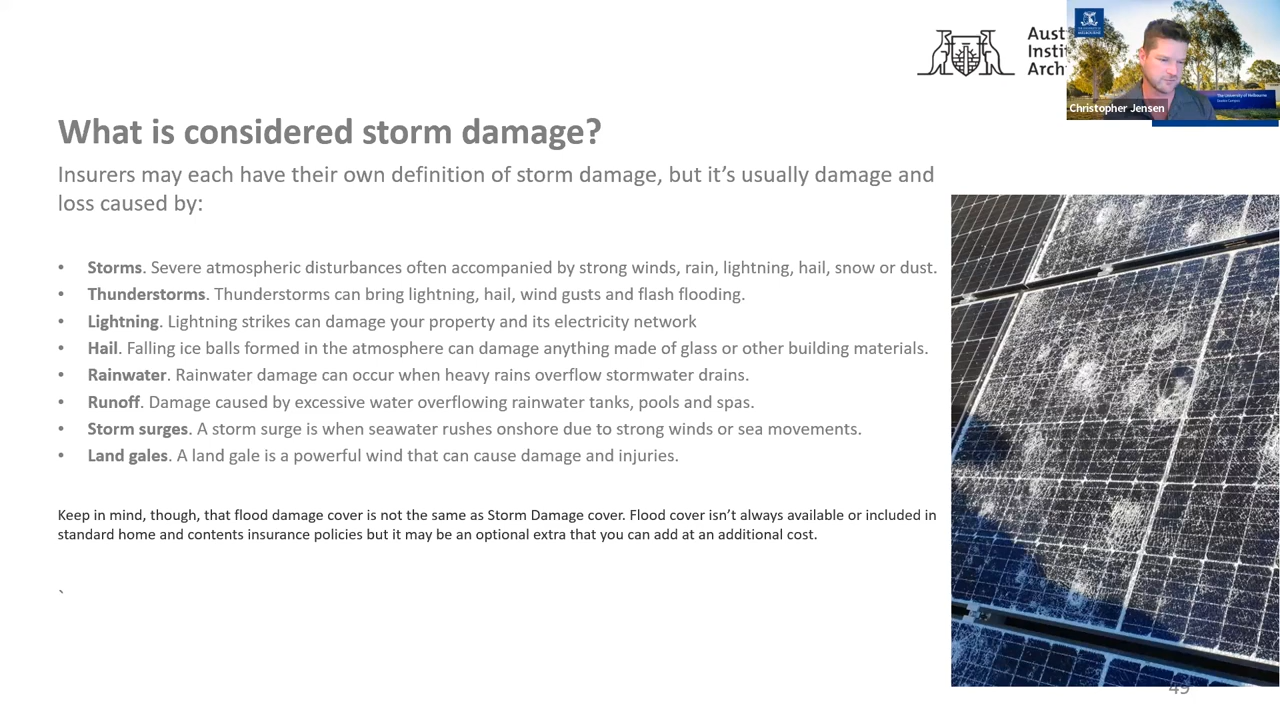 Aust
Insti
Arch
Christopher Jensen
What is considered storm damage?
Insurers may each have their own definition of storm damage, but it’s usually damage and
loss caused by:
• Storms. Severe atmospheric disturbances often accompanied by strong winds, rain, lightning, hail, snow or dust.
• Thunderstorms. Thunderstorms can bring lightning, hail, wind gusts and flash flooding.
• Lightning. Lightning strikes can damage your property and its electricity network
• Hail. Falling ice balls formed in the atmosphere can damage anything made of glass or other building materials.
• Rainwater. Rainwater damage can occur when heavy rains overflow stormwater drains.
• Runoff. Damage caused by excessive water overflowing rainwater tanks, pools and spas.
• Storm surges. A storm surge is when seawater rushes onshore due to strong winds or sea movements.
• Land gales. A land gale is a powerful wind that can cause damage and injuries.
Keep in mind, though, that flood damage cover is not the same as Storm Damage cover. Flood cover isn’t always available or included in
standard home and contents insurance policies but it may be an optional extra that you can add at an additional cost.
`
49